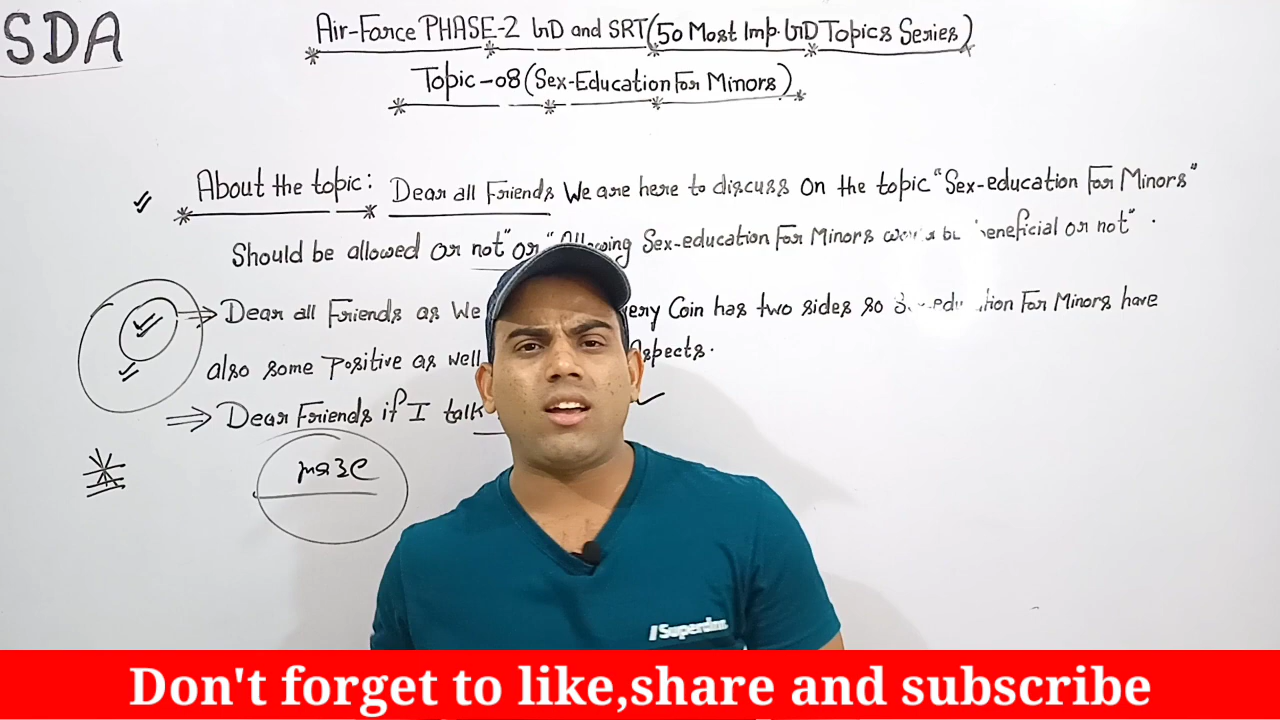 SDA
Air-Force PHASE-2 GD and SRT(50 Most Imp. GD Topics Series)
Topic-08(Sex-Education For Minors)
About the topic: Dear all Friends We are here to discuss on the topic "Sex-education For Minors"
Should be allowed or not" or "Allowing Sex-education For Minors beneficial or not".
⇒ Dear all Friends as We Coin has two sides so For Minors have
also some positive as well aspects.
⇒ Dear Friends if I talk
Superdry.
Don't forget to like,share and subscribe